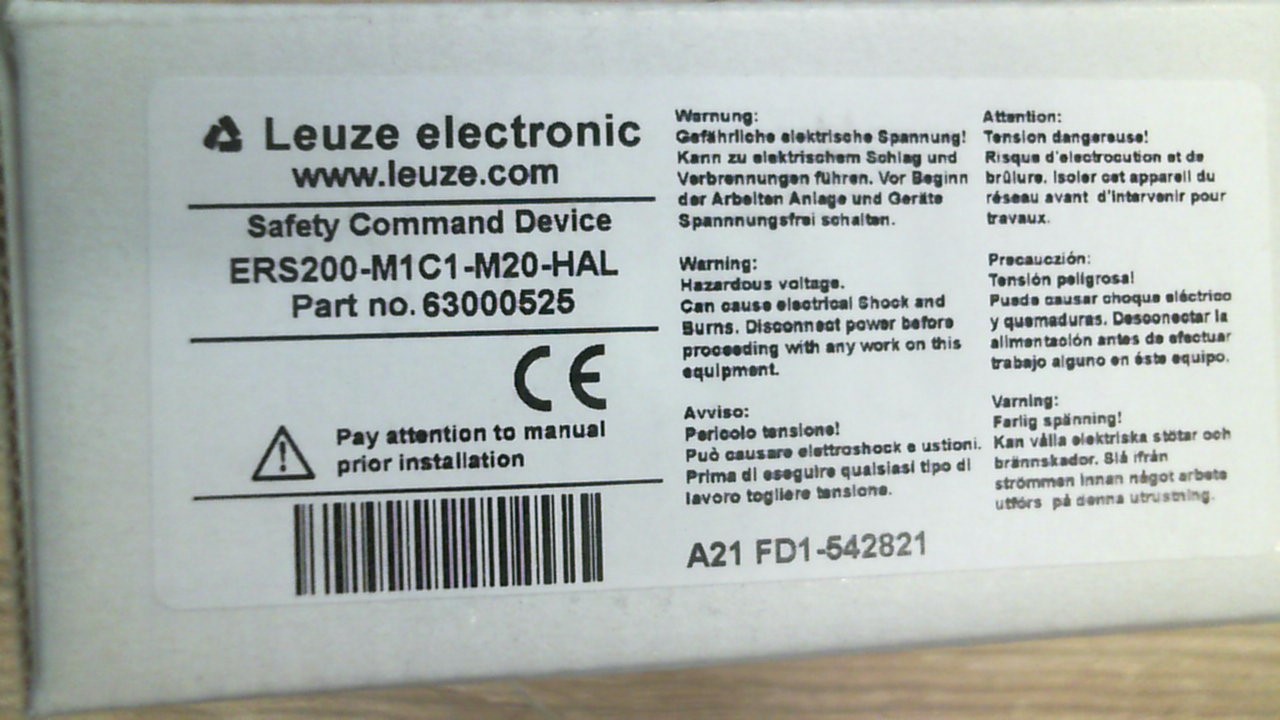 Leuze electronic
www.leuze.com
Safety Command Device
ERS200-M1C1-M20-HAL
Part no. 63000525
CE
Pay attention to manual
prior installation
Warnung:
Gefährliche elektrische Spannung!
Kann zu elektrischem Schlag und
Verbrennungen führen. Vor Beginn
der Arbeiten Anlage und Geräte
Spannnungsfrei schalten.
Warning:
Hazardous voltage.
Can cause electrical Shock and
Burns. Disconnect power before
proceeding with any work on this
equipment.
Avviso:
Pericolo tensione!
Può causare elettroshock e ustioni.
Prima di eseguire qualsiasi tipo di
lavoro togliere tensione.
A21 FD1-542821
Attention:
Tension dangereuse!
Risque d'electrocution et de
brûlure. Isoler cet appareil du
réseau avant d'intervenir pour
travaux.
Precauczión:
Tensión peligrosa!
Puede causar choque eléctrico
y quemaduras. Desconectar la
alimentación antes de efectuar
trabajo alguno en éste equipo.
Varning:
Farlig spänning!
Kan vålla elektriska stötar och
brännskador. Slå ifrån
strömmen innan något arbete
utförs på denna utrustning.